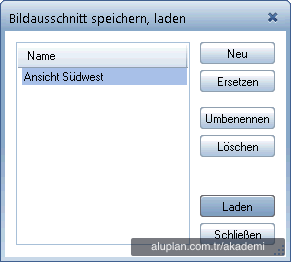 Bildausschnitt speichern, laden
Name
Ansicht Südwest
Neu
Ersetzen
Umbenennen
Löschen
Laden
Schließen
aluplan.com.tr/akademi